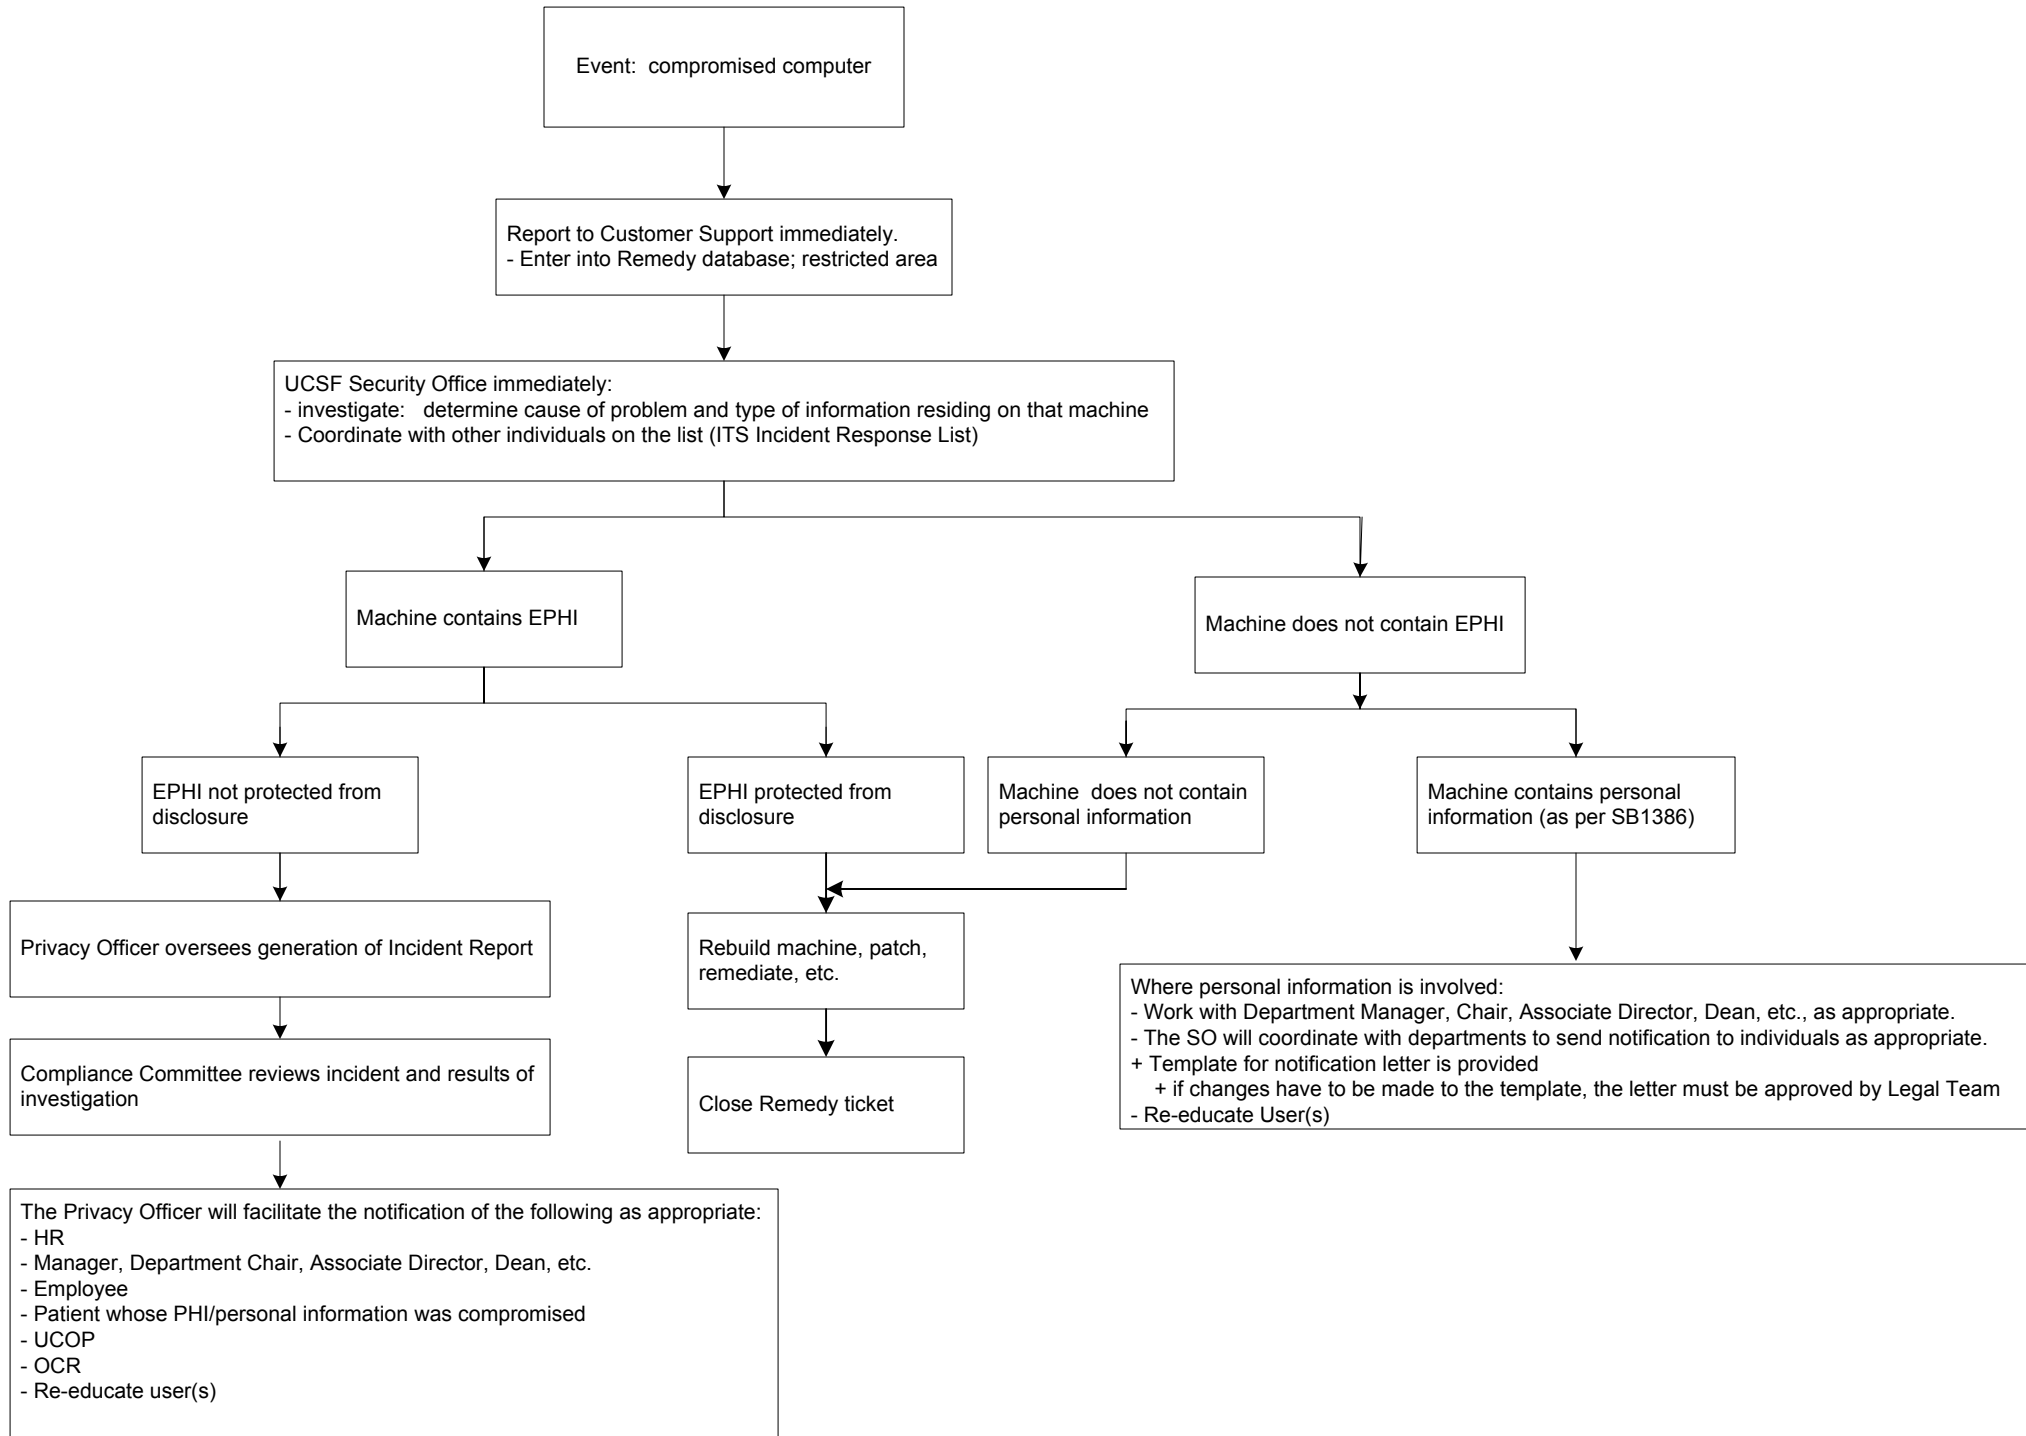 Event:  compromised computer
Report to Customer Support immediately.
- Enter into Remedy database; restricted area
UCSF Security Office immediately:
- investigate:   determine cause of problem and type of information residing on that machine
- Coordinate with other individuals on the list (ITS Incident Response List)
Machine contains EPHI
Machine does not contain EPHI
EPHI not protected from
disclosure
EPHI protected from
disclosure
Machine  does not contain
personal information
Machine contains personal
information (as per SB1386)
Privacy Officer oversees generation of Incident Report
Rebuild machine, patch,
remediate, etc.
Where personal information is involved:
- Work with Department Manager, Chair, Associate Director, Dean, etc., as appropriate.
- The SO will coordinate with departments to send notification to individuals as appropriate.
+ Template for notification letter is provided
+ if changes have to be made to the template, the letter must be approved by Legal Team
- Re-educate User(s)
Compliance Committee reviews incident and results of
investigation
Close Remedy ticket
The Privacy Officer will facilitate the notification of the following as appropriate:
- HR
- Manager, Department Chair, Associate Director, Dean, etc.
- Employee
- Patient whose PHI/personal information was compromised
- UCOP
- OCR
- Re-educate user(s)